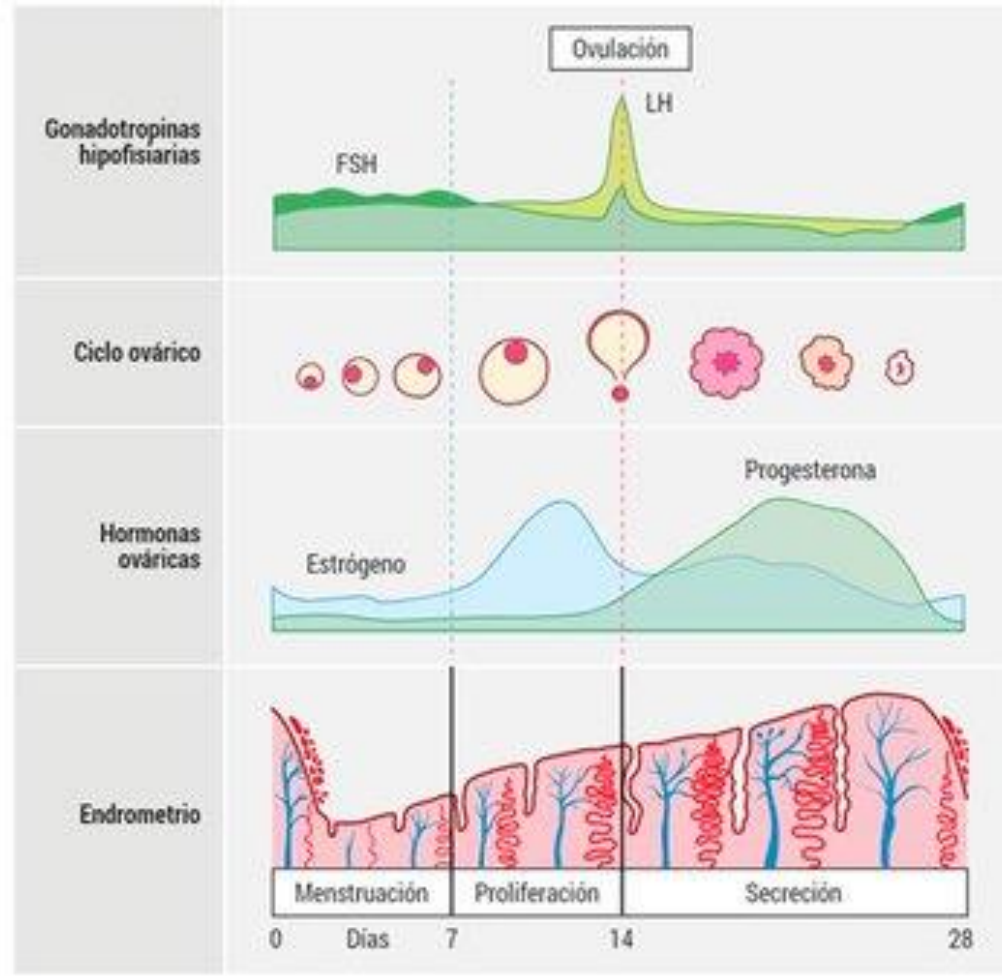 Ovulación
Gonadotropinas
hipofisiarias
LH
FSH
Ciclo ovárico
Progesterona
Hormonas
ováricas
Estrógeno
Endrometrio
Menstruación
Proliferación
Secreción
0
Días
7
14
28